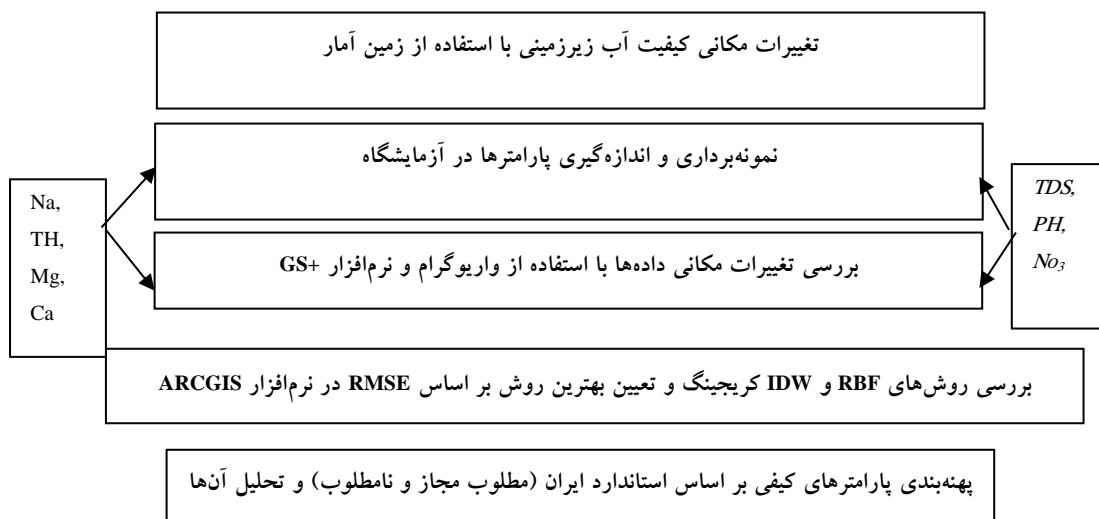 تغییرات مکانی کیفیت آب زیرزمینی با استفاده از زمین آمار
نمونه‌برداری و اندازه‌گیری پارامترها در آزمایشگاه
TDS,
PH,
No₃
Na,
TH,
Mg,
Ca
بررسی تغییرات مکانی داده‌ها با استفاده از واریوگرام و نرم‌افزار GS+
بررسی روش‌های RBF و IDW کریجینگ و تعیین بهترین روش بر اساس RMSE در نرم‌افزار ARCGIS
پهنه‌بندی پارامترهای کیفی بر اساس استاندارد ایران (مطلوب مجاز و نامطلوب) و تحلیل آن‌ها